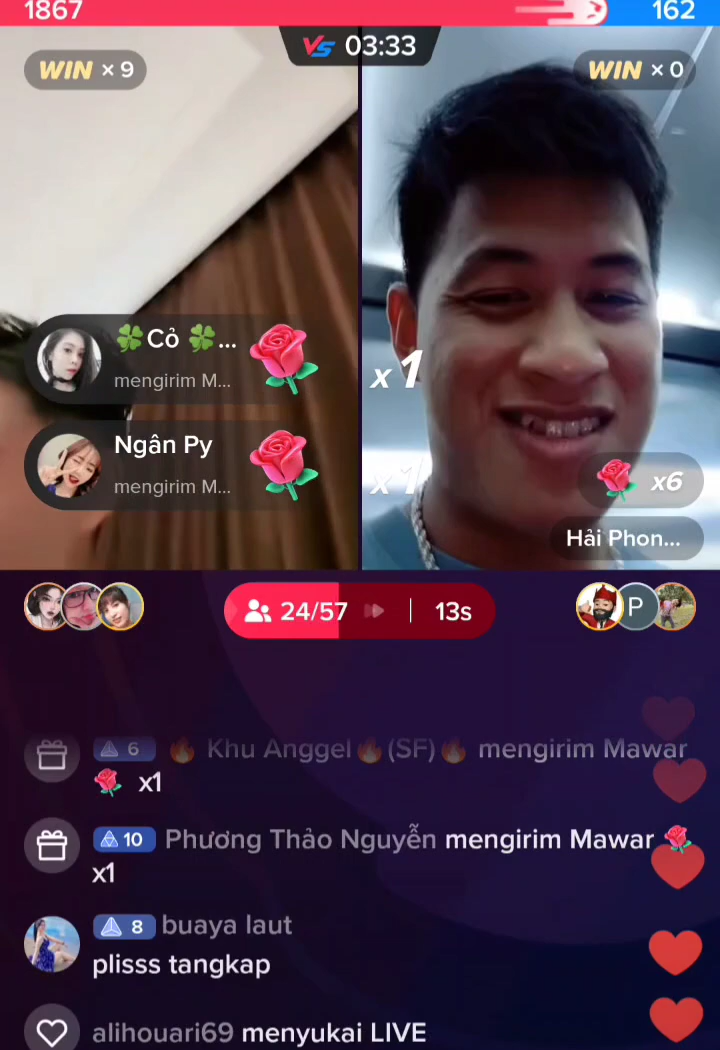 1867
162
VS 03:33
WIN × 9
WIN × 0
🍀Cỏ 🍀...
mengirim M...
x1
Ngân Py
mengirim M...
x1
x6
Hải Phon...
24/57
13s
P
6 🔥 Khu Anggel🔥(SF)🔥 mengirim Mawar
🌹 x1
10 Phương Thảo Nguyễn mengirim Mawar 🌹
x1
8 buaya laut
plisss tangkap
alihouari69 menyukai LIVE